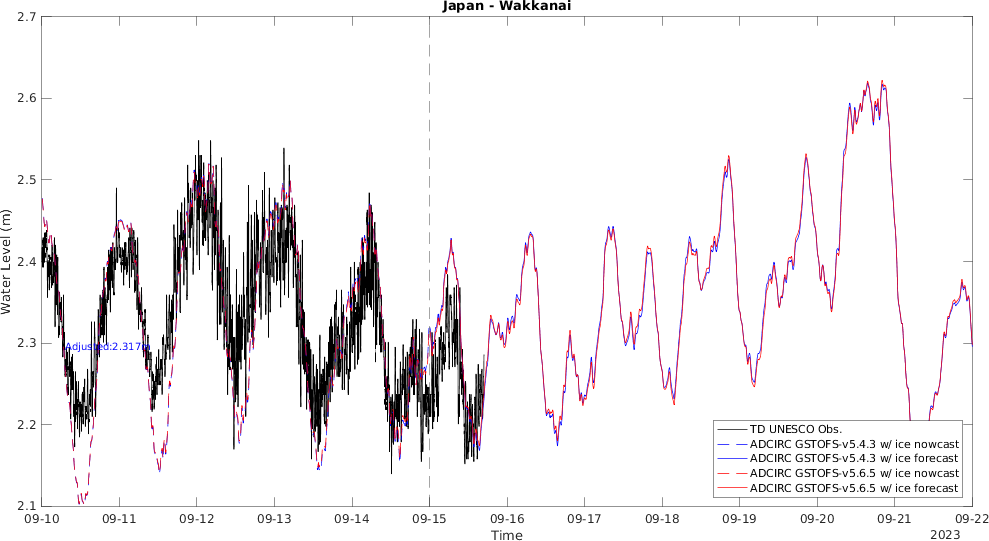 Japan - Wakkanai
Water Level (m)
2.7
2.6
2.5
2.4
2.3
2.2
2.1
Adjusted:2.317m
TD UNESCO Obs.
ADCIRC GSTOFS-v5.4.3 w/ ice nowcast
ADCIRC GSTOFS-v5.4.3 w/ ice forecast
ADCIRC GSTOFS-v5.6.5 w/ ice nowcast
ADCIRC GSTOFS-v5.6.5 w/ ice forecast
09-10 09-11 09-12 09-13 09-14 09-15 09-16 09-17 09-18 09-19 09-20 09-21 09-22
Time
2023